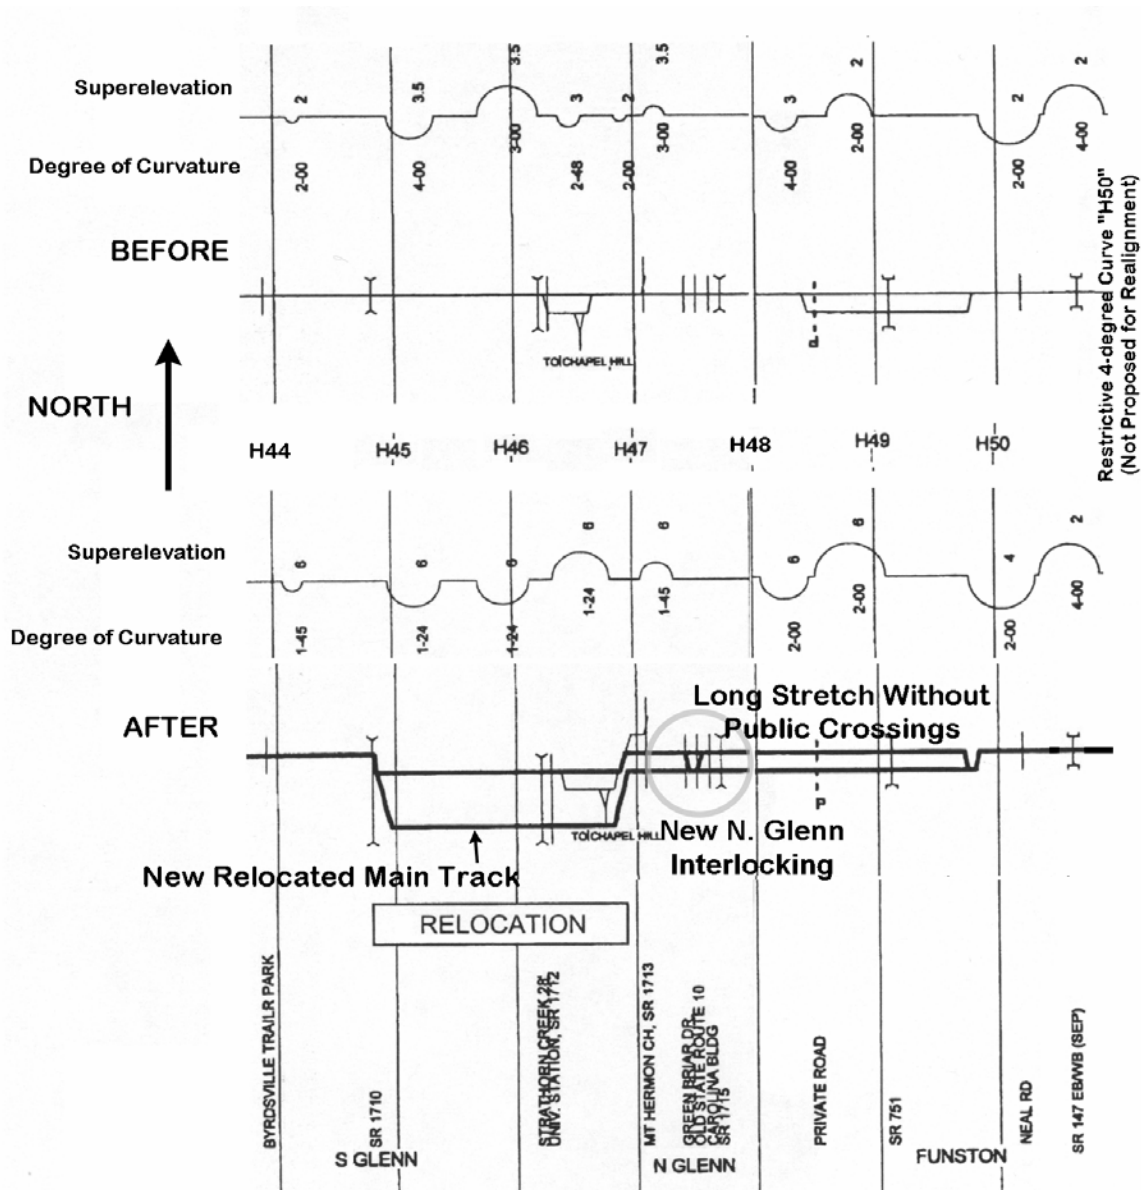 Superelevation
2
3.5
3.5
3
2
3.5
3
2
2
2
Degree of Curvature
2-00
4-00
3-00
2-48
2-00
3-00
4-00
2-00
2-00
4-00
BEFORE
TO CHAPEL HILL
P
Restrictive 4-degree Curve "H50"
(Not Proposed for Realignment)
NORTH
H44
H45
H46
H47
H48
H49
H50
Superelevation
6
6
6
6
6
6
6
4
2
Degree of Curvature
1-45
1-24
1-24
1-24
1-45
2-00
2-00
2-00
4-00
AFTER
Long Stretch Without
Public Crossings
P
TO CHAPEL HILL
New N. Glenn
Interlocking
New Relocated Main Track
RELOCATION
BYRDSVILLE TRAILR PARK
SR 1710
S GLENN
STRATHORN CREEK 28'
UNIV. STATION, SR 1712
MT HERMON CH, SR 1713
GREEN BRIAR DR
OLD STATE ROUTE 10
CAROLINA BLDG
SR 1715
N GLENN
PRIVATE ROAD
SR 751
FUNSTON
NEAL RD
SR 147 EB/WB (SEP)